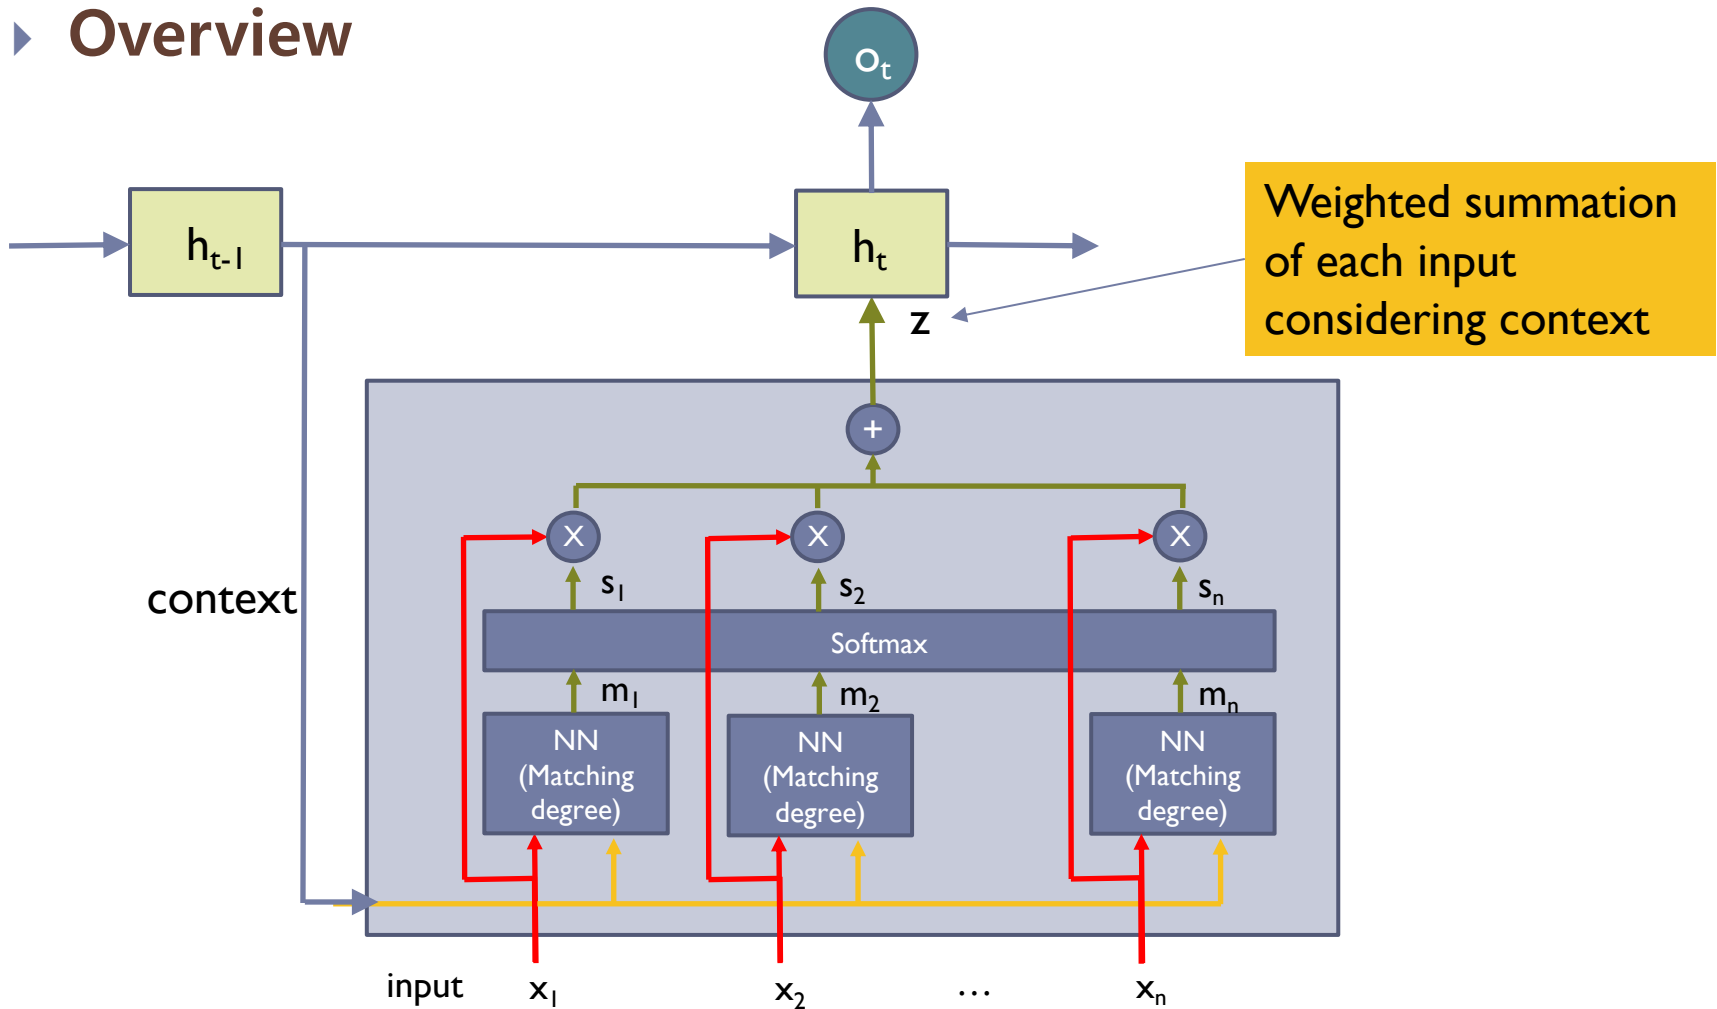 Overview
oₜ
Weighted summation
of each input
considering context
hₜ₋₁
hₜ
z
+
X X X
context
s₁ s₂ sₙ
Softmax
m₁ m₂ mₙ
NN
(Matching
degree)
NN
(Matching
degree)
NN
(Matching
degree)
input x₁ x₂ … xₙ